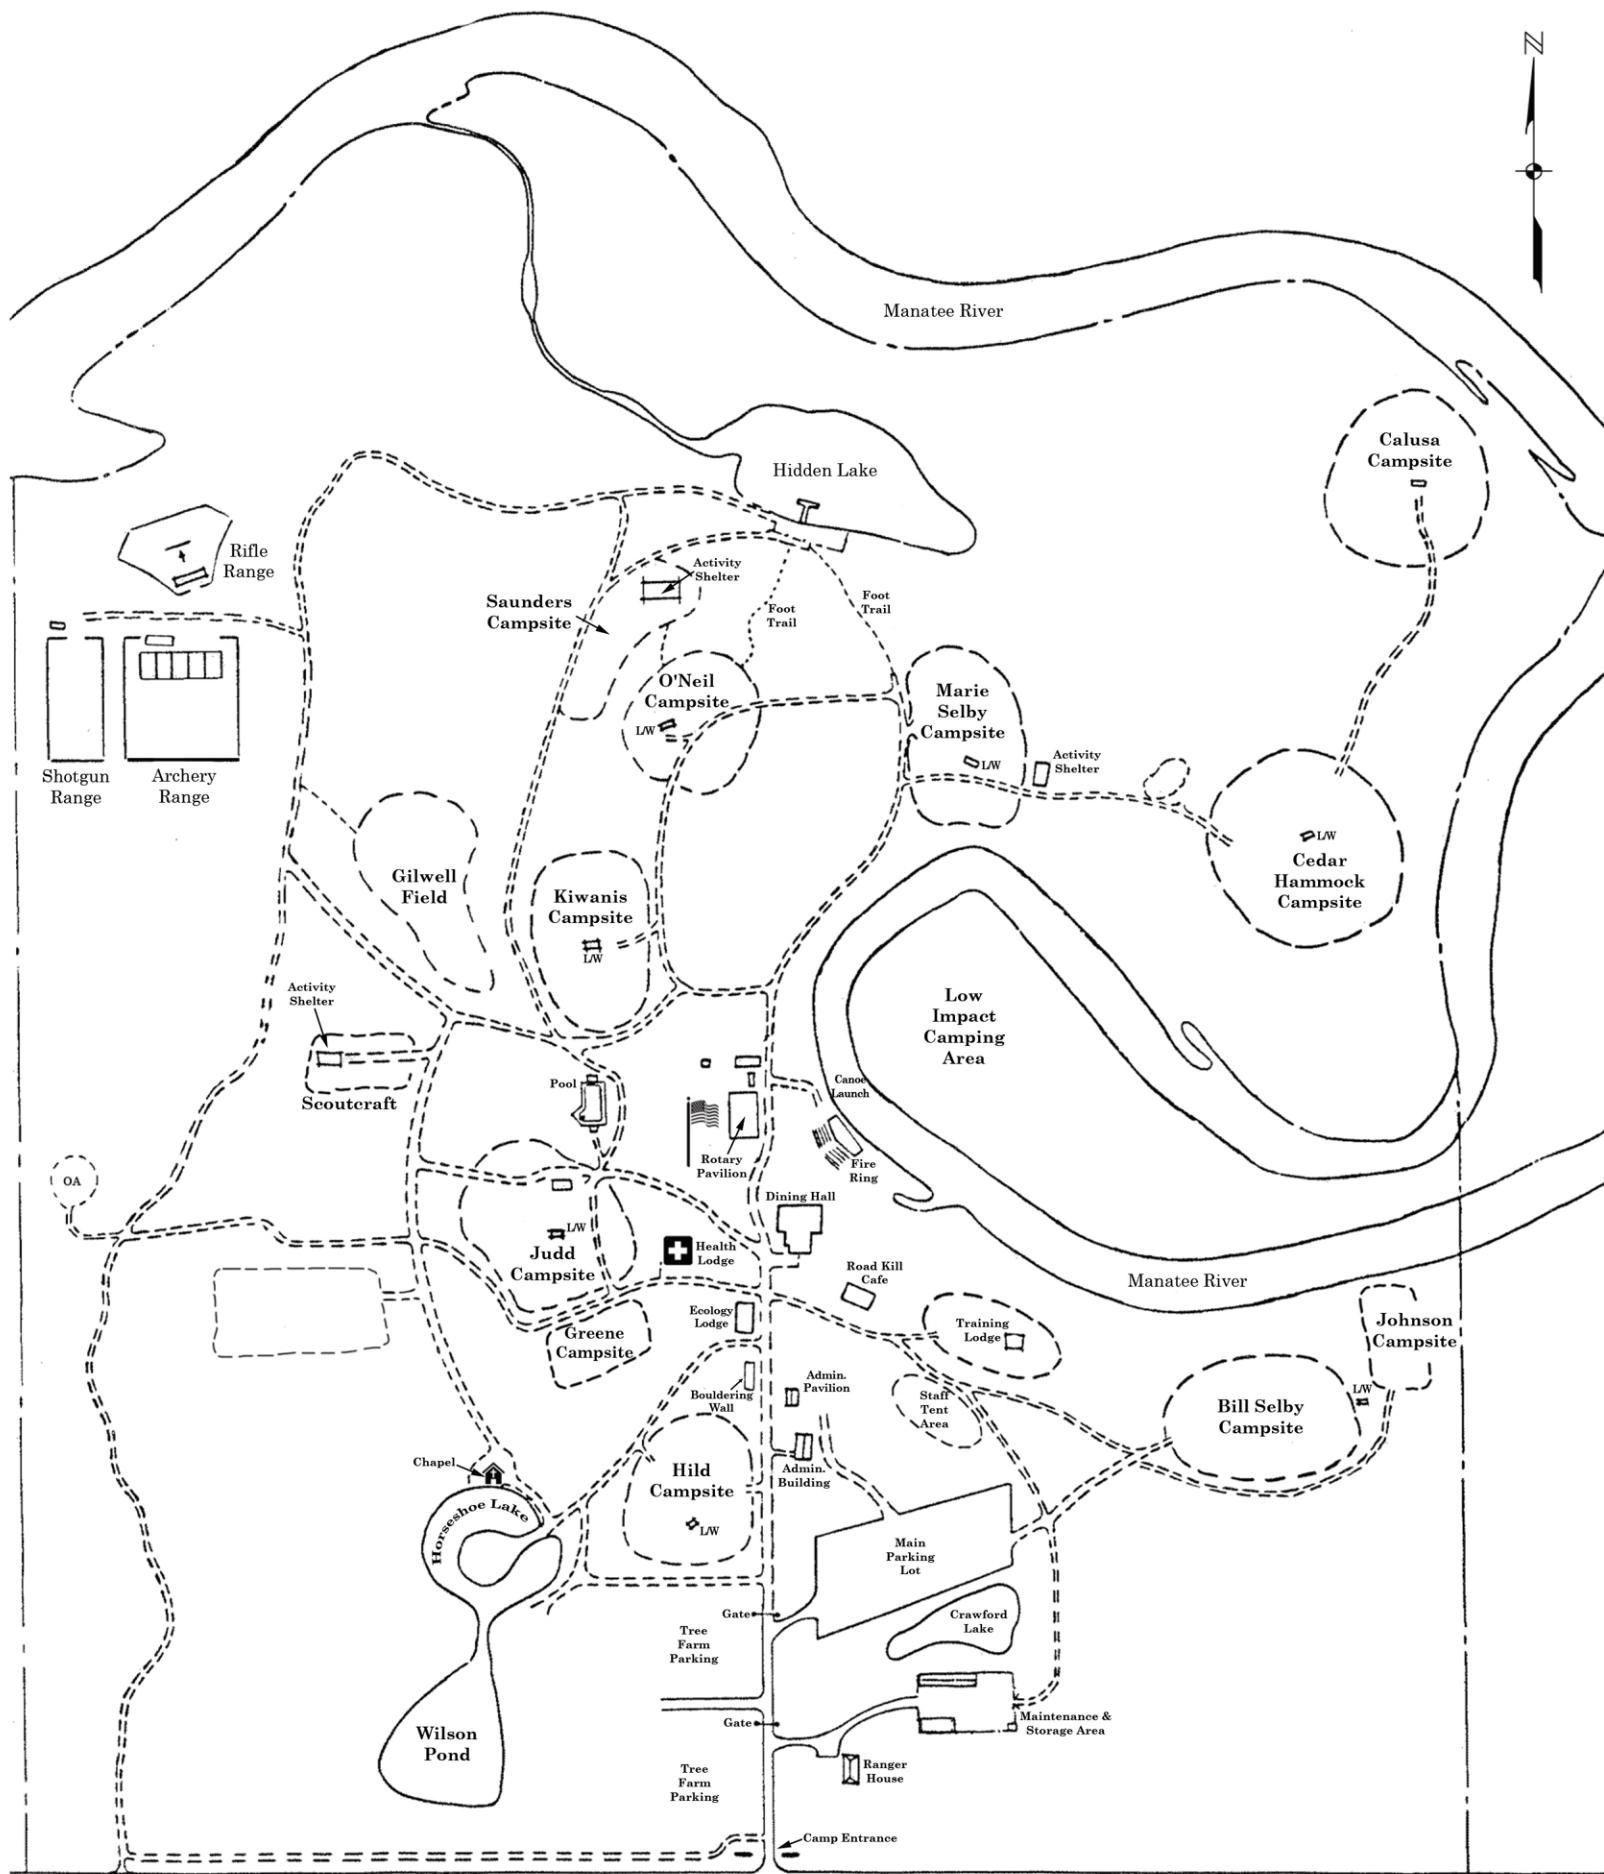 N
Manatee River
Calusa
Campsite
Hidden Lake
Rifle
Range
Activity
Shelter
Saunders
Campsite
Foot
Trail
Foot
Trail
O'Neil
Campsite
L/W
Marie
Selby
Campsite
L/W
Activity
Shelter
Shotgun
Range
Archery
Range
L/W
Cedar
Hammock
Campsite
Gilwell
Field
Kiwanis
Campsite
L/W
Activity
Shelter
Low
Impact
Camping
Area
Scoutcraft
Pool
Canoe
Launch
Rotary
Pavilion
Fire
Ring
OA
Dining Hall
L/W
Judd
Campsite
Health
Lodge
Road Kill
Cafe
Manatee River
Ecology
Lodge
Greene
Campsite
Training
Lodge
Johnson
Campsite
Bouldering
Wall
Admin.
Pavilion
Staff
Tent
Area
L/W
Bill Selby
Campsite
Chapel
Hild
Campsite
L/W
Admin.
Building
Horseshoe Lake
Main
Parking
Lot
Gate
Crawford
Lake
Tree
Farm
Parking
Gate
Maintenance &
Storage Area
Wilson
Pond
Ranger
House
Tree
Farm
Parking
Camp Entrance